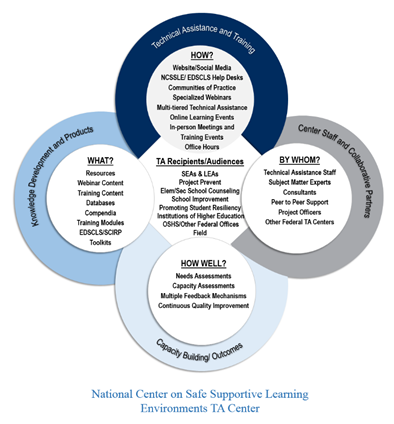 Technical Assistance and Training
HOW?
Website/Social Media
NCSSLE/ EDSCLS Help Desks
Communities of Practice
Specialized Webinars
Multi-tiered Technical Assistance
Online Learning Events
In-person Meetings and
Training Events
Office Hours
Knowledge Development and Products
WHAT?
Resources
Webinar Content
Training Content
Databases
Compendia
Training Modules
EDSCLS/SCIRP
Toolkits
TA Recipients/Audiences
SEAs & LEAs
Project Prevent
Elem/Sec School Counseling
School Improvement
Promoting Student Resiliency
Institutions of Higher Education
OSHS/Other Federal Offices
Field
Center Staff and Collaborative Partners
BY WHOM?
Technical Assistance Staff
Subject Matter Experts
Consultants
Peer to Peer Support
Project Officers
Other Federal TA Centers
HOW WELL?
Needs Assessments
Capacity Assessments
Multiple Feedback Mechanisms
Continuous Quality Improvement
Capacity Building/ Outcomes
National Center on Safe Supportive Learning
Environments TA Center